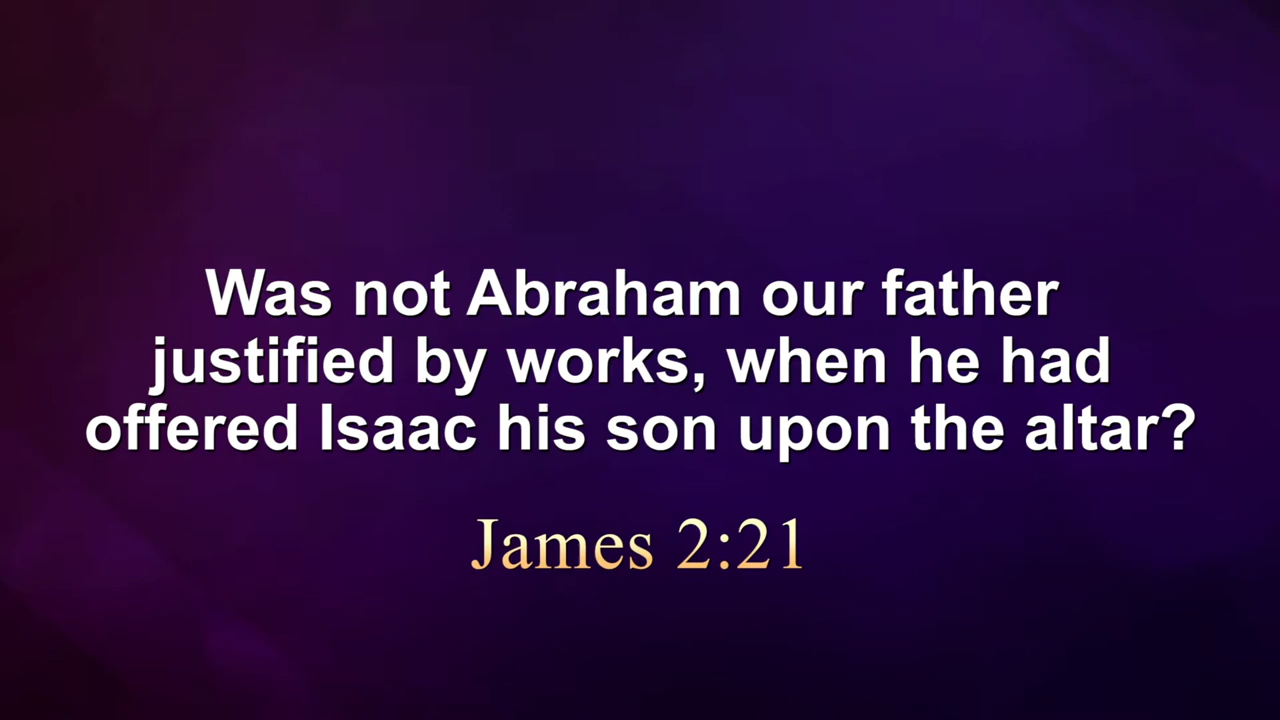 Was not Abraham our father
justified by works, when he had
offered Isaac his son upon the altar?
James 2:21